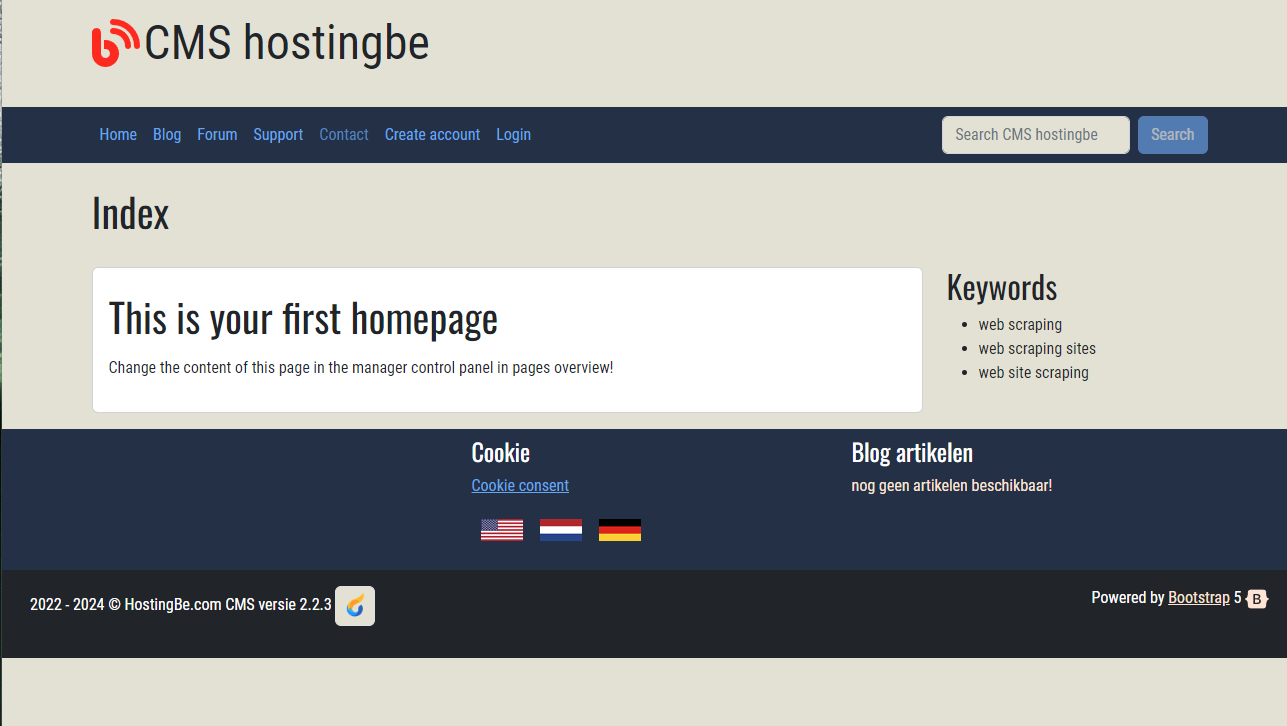 CMS hostingbe
Home Blog Forum Support Contact Create account Login Search CMS hostingbe Search
Index
This is your first homepage
Change the content of this page in the manager control panel in pages overview!
Keywords
web scraping
web scraping sites
web site scraping
Cookie
Cookie consent
Blog artikelen
nog geen artikelen beschikbaar!
2022 - 2024 © HostingBe.com CMS versie 2.2.3
Powered by Bootstrap 5 B